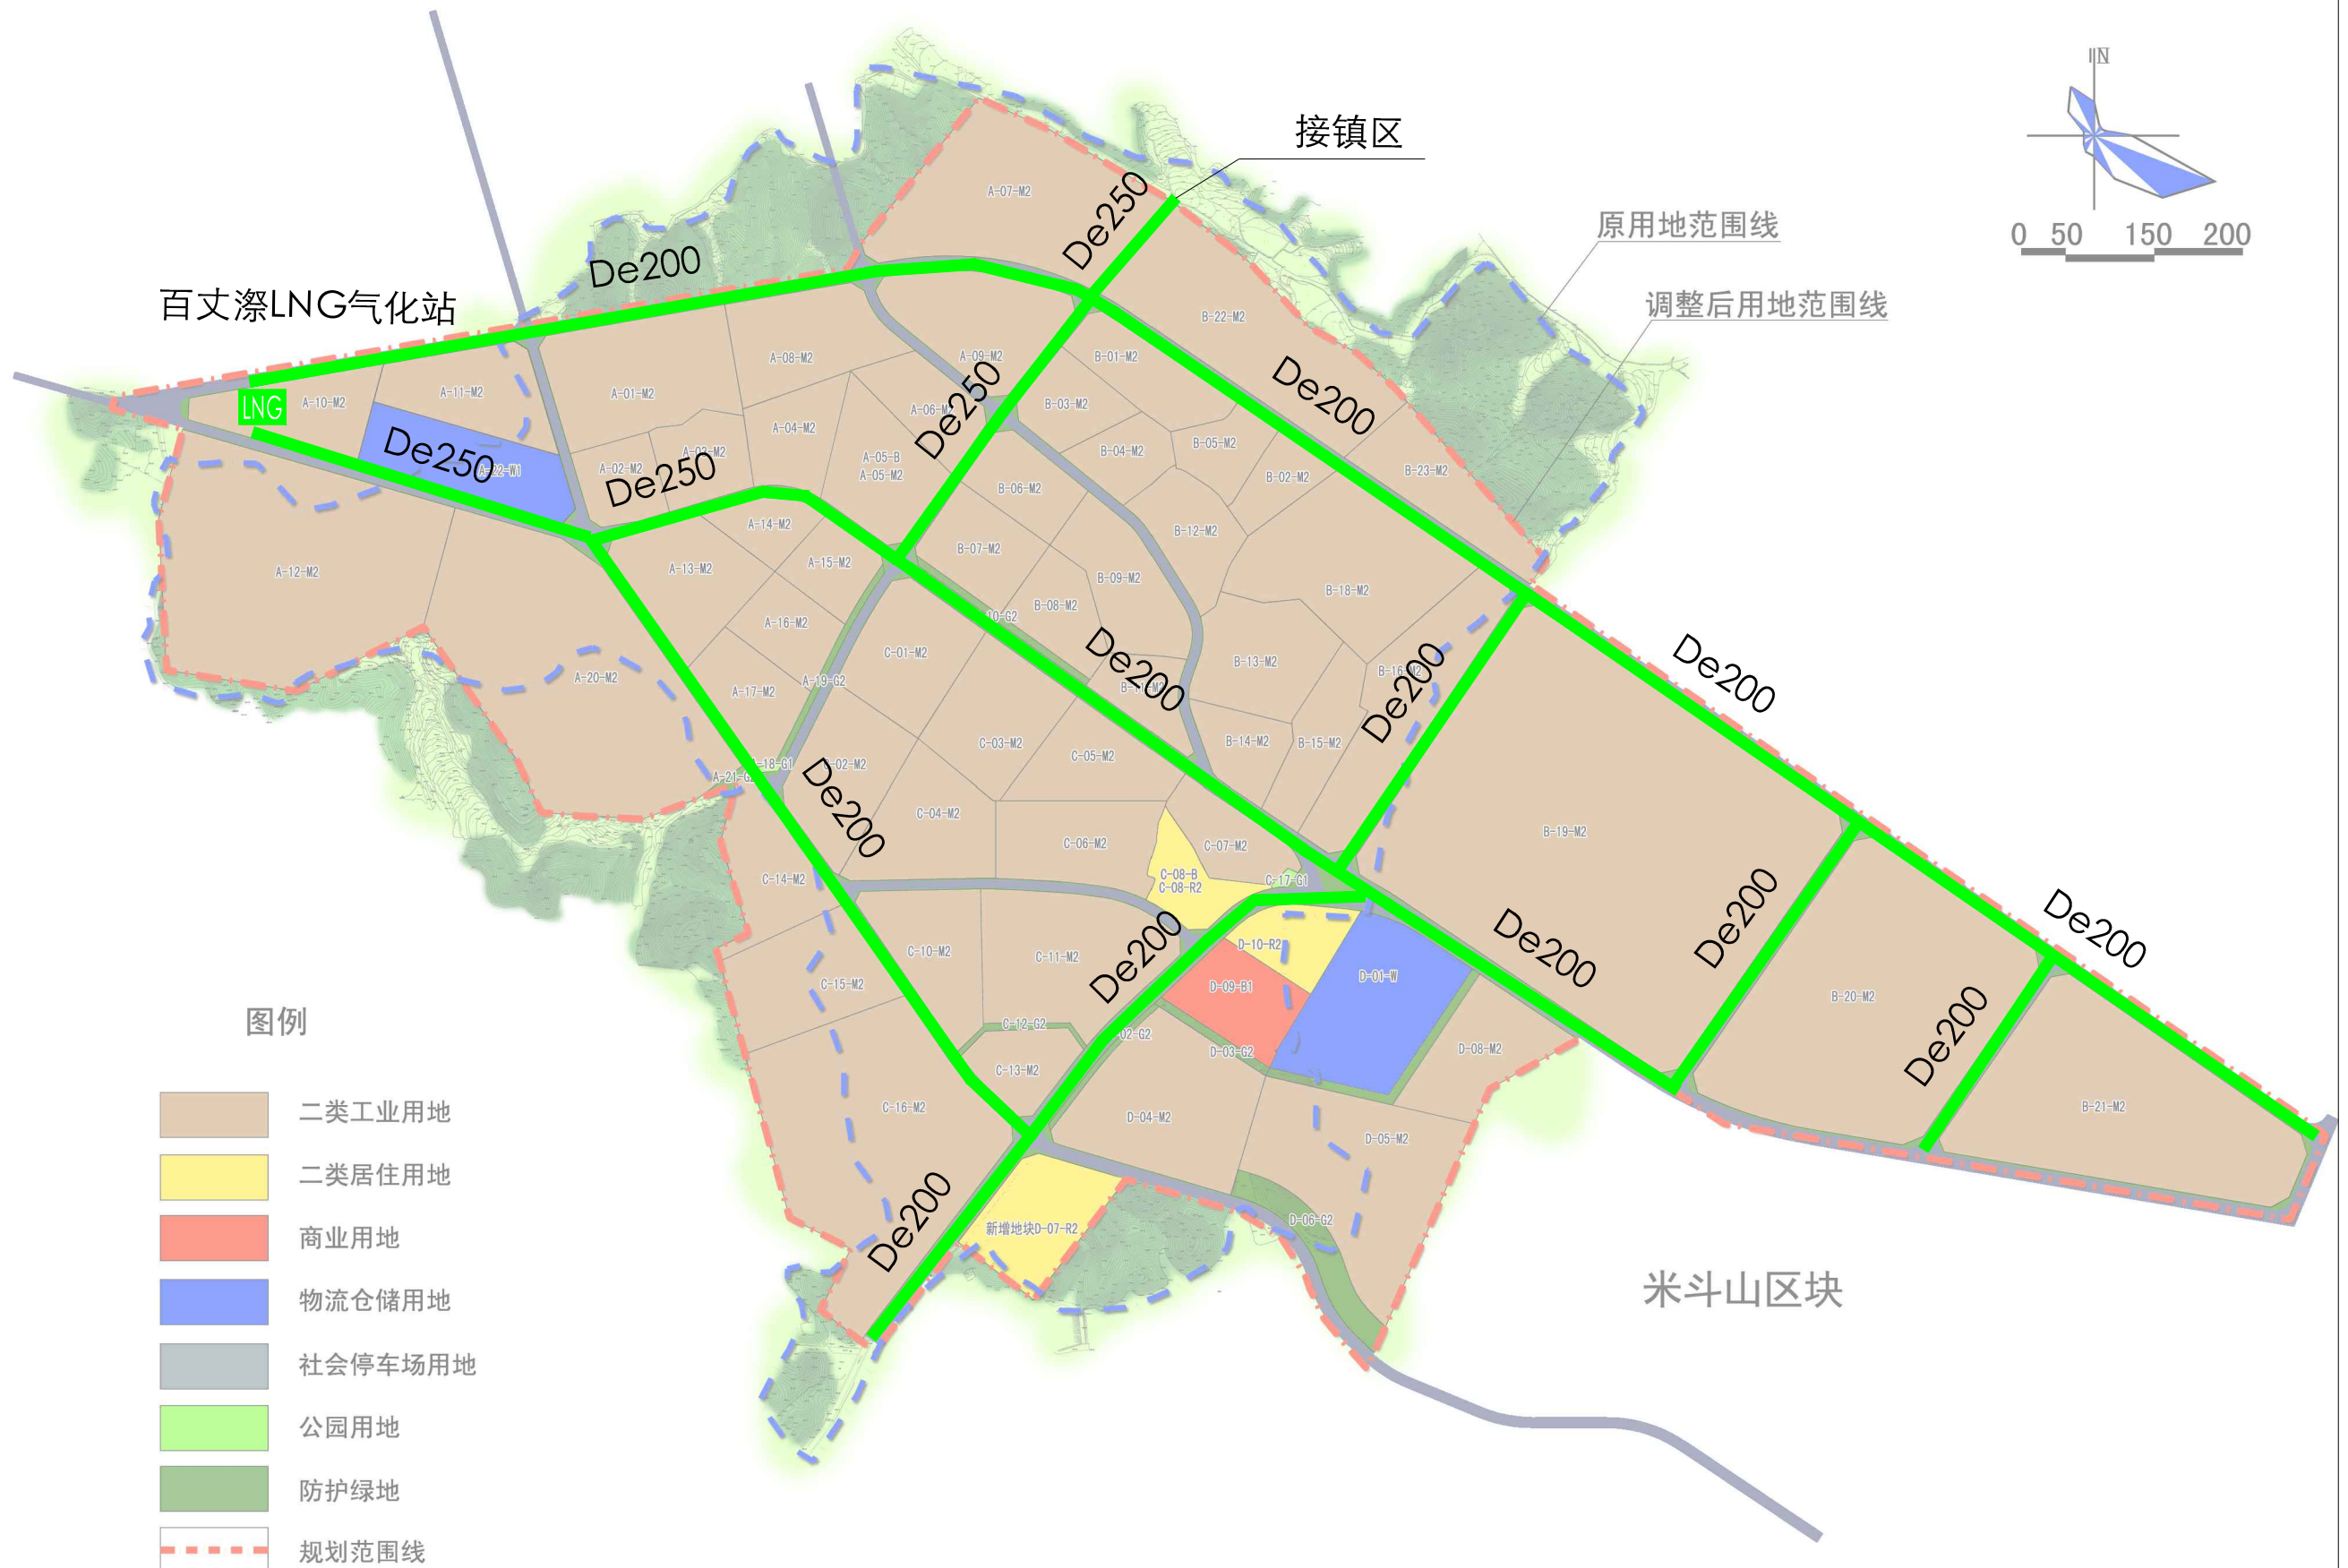 N
0 50 150 200
接镇区
原用地范围线
调整后用地范围线
百丈漈LNG气化站
LNG
De200
De250
De250
De200
De250
De250
De200
De200
De200
De200
De200
De200
De200
De200
De200
De200
De200
A-07-M2
B-22-M2
A-08-M2
A-09-M2
B-01-M2
A-10-M2
A-11-M2
A-01-M2
B-03-M2
A-04-M2
B-05-M2
B-04-M2
A-02-M2
A-05-B
A-05-M2
B-02-M2
B-23-M2
B-06-M2
A-14-M2
B-12-M2
B-07-M2
A-15-M2
A-13-M2
A-12-M2
B-09-M2
B-18-M2
B-08-M2
A-16-M2
C-01-M2
B-13-M2
A-20-M2
A-19-G2
A-17-M2
C-03-M2
B-14-M2
B-15-M2
C-05-M2
C-04-M2
B-19-M2
C-06-M2
C-07-M2
C-08-B
C-08-R2
C-17-G1
C-14-M2
D-10-R2
C-10-M2
C-11-M2
D-01-W
C-15-M2
D-09-B1
B-20-M2
C-12-G2
D-03-G2
D-08-M2
C-13-M2
C-16-M2
D-04-M2
D-05-M2
B-21-M2
D-06-G2
新增地块D-07-R2
米斗山区块
图例
二类工业用地
二类居住用地
商业用地
物流仓储用地
社会停车场用地
公园用地
防护绿地
规划范围线